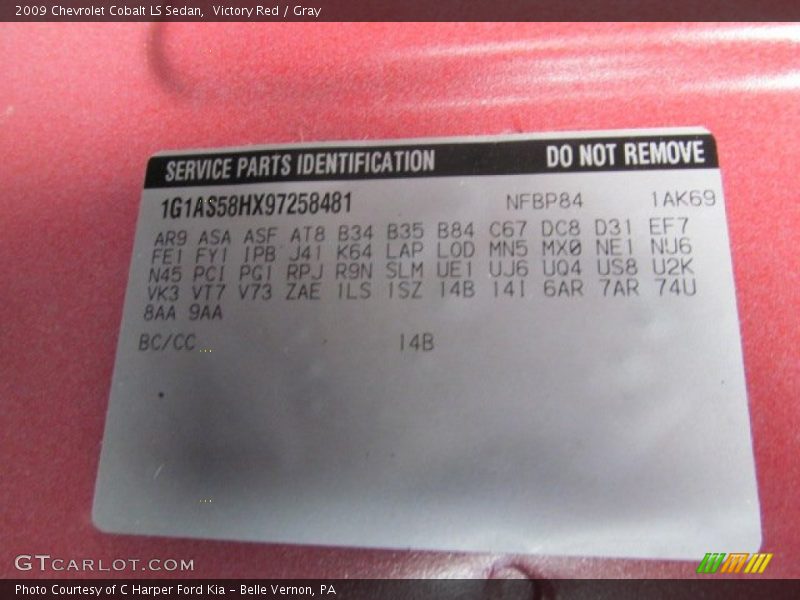 2009 Chevrolet Cobalt LS Sedan,  Victory Red / Gray
SERVICE PARTS IDENTIFICATION DO NOT REMOVE
1G1AS58HX97258481 NFBP84 1AK69
AR9 ASA ASF AT8 B34 B35 B84 C67 DC8 D31 EF7
FE1 FY1 IPB J41 K64 LAP LOD MN5 MX0 NE1 NU6
N45 PCI PG1 RPJ R9N SLM UE1 UJ6 UQ4 US8 U2K
VK3 VT7 V73 ZAE 1LS 1SZ 14B 14I 6AR 7AR 74U
8AA 9AA
BC/CC 14B
GTCARLOT.COM
Photo Courtesy of C Harper Ford Kia – Belle Vernon, PA